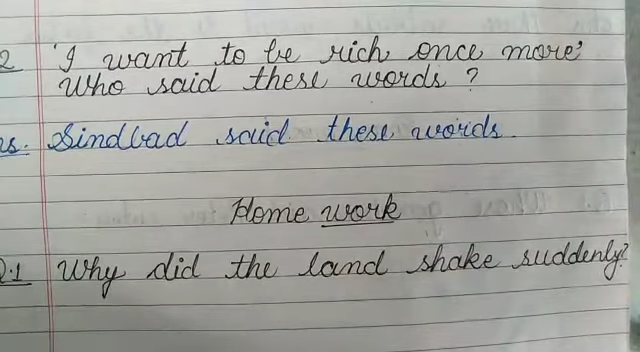 2 'I want to be rich once more'
Who said these words ?
s. Sindbad said these words.
Home work
Q.1 Why did the land shake suddenly?